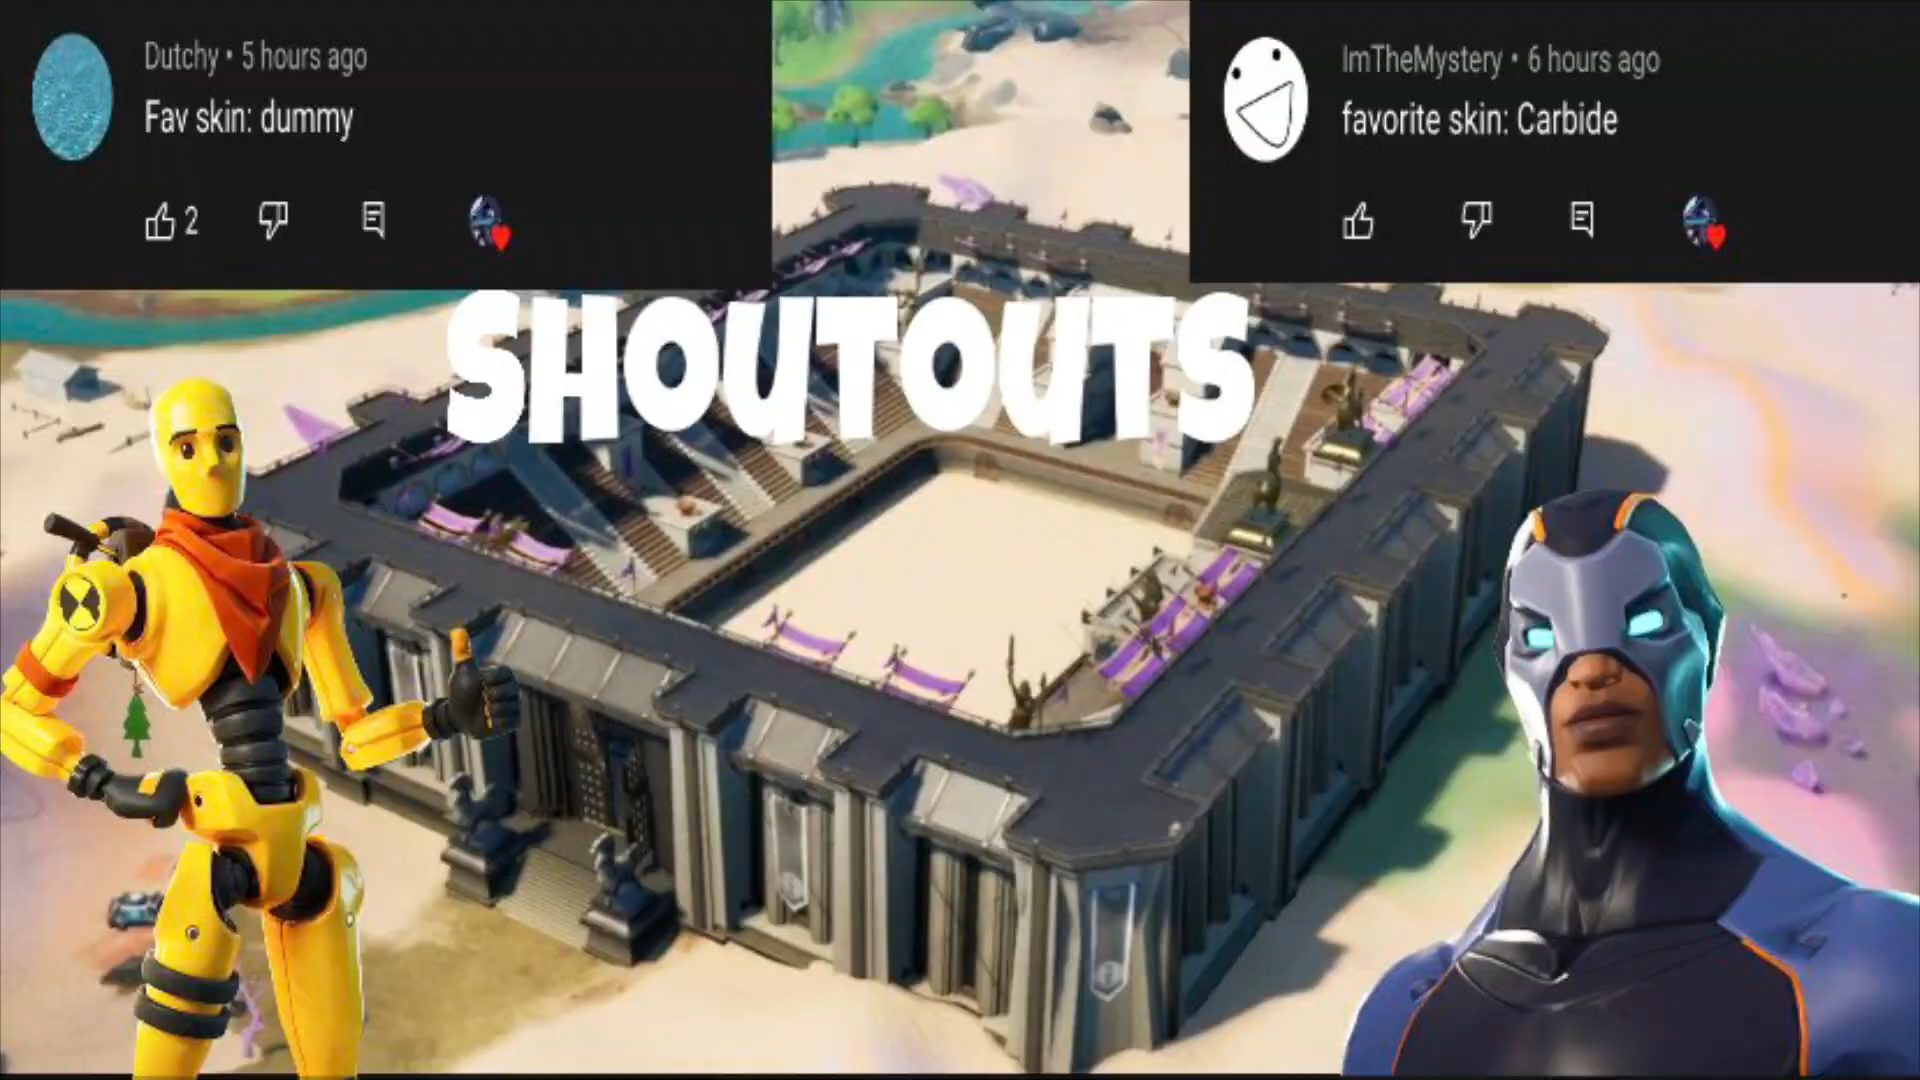 Dutchy • 5 hours ago
Fav skin: dummy
2
ImTheMystery • 6 hours ago
favorite skin: Carbide
SHOUTOUTS